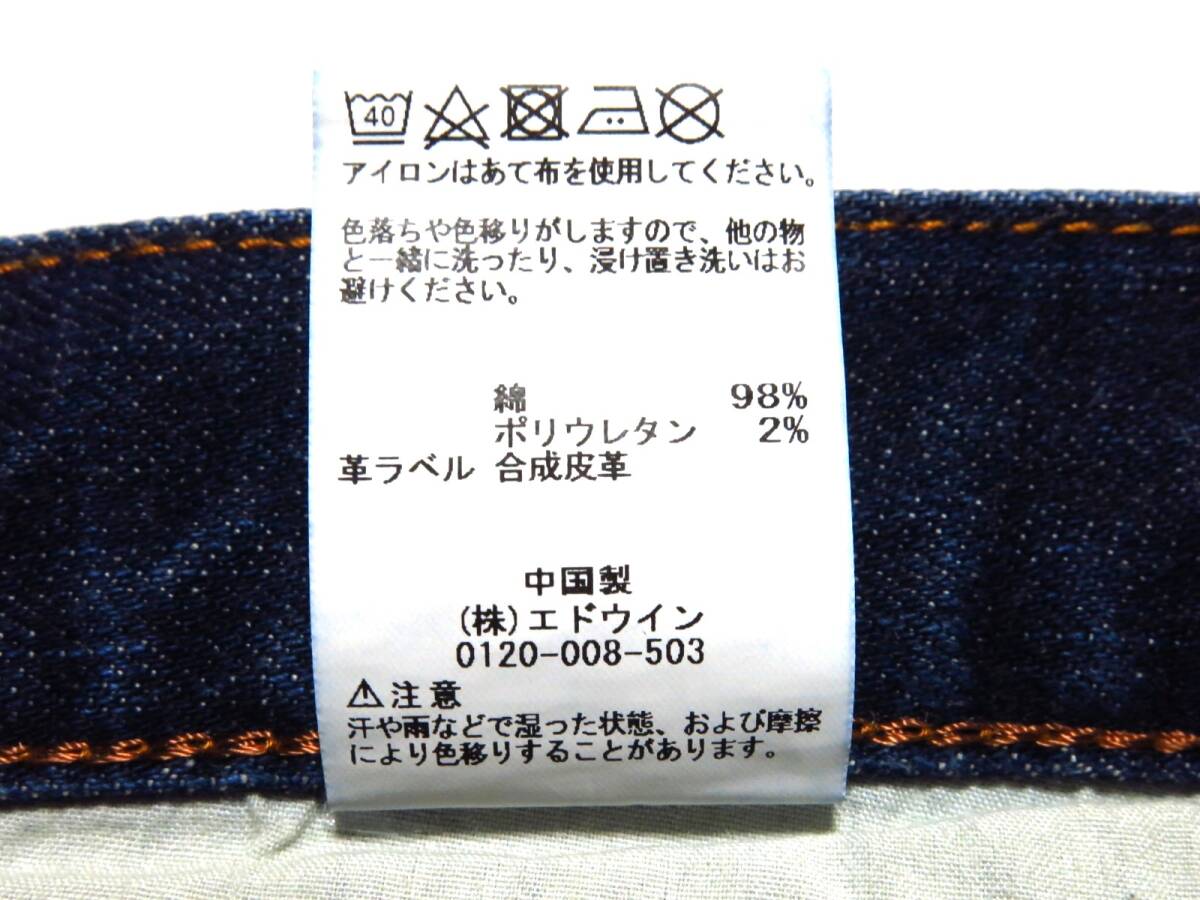 40
アイロンはあて布を使用してください。
色落ちや色移りがしますので、他の物
と一緒に洗ったり、浸け置き洗いはお
避けください。
綿 98%
ポリウレタン 2%
革ラベル 合成皮革
中国製
(株)エドウイン
0120-008-503
⚠注意
汗や雨などで湿った状態、および摩擦
により色移りすることがあります。